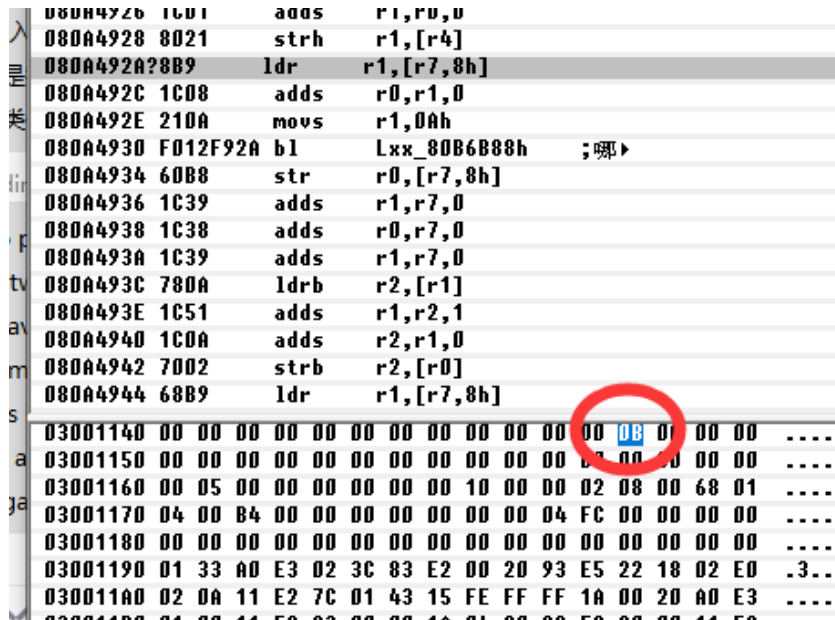 080A4926 1C01 adds r1,r0,0
080A4928 8021 strh r1,[r4]
080A492A?8B9 ldr r1,[r7,8h]
080A492C 1C08 adds r0,r1,0
080A492E 210A movs r1,0Ah
080A4930 F012F92A bl Lxx_80B6B88h ;哪▸
080A4934 60B8 str r0,[r7,8h]
080A4936 1C39 adds r1,r7,0
080A4938 1C38 adds r0,r7,0
080A493A 1C39 adds r1,r7,0
080A493C 780A ldrb r2,[r1]
080A493E 1C51 adds r1,r2,1
080A4940 1C0A adds r2,r1,0
080A4942 7002 strb r2,[r0]
080A4944 68B9 ldr r1,[r7,8h]
03001140 00 00 00 00 00 00 00 00 00 00 00 00 0B 00 00 00 ....
03001150 00 00 00 00 00 00 00 00 00 00 00 00 00 00 00 00 ....
03001160 00 05 00 00 00 00 00 00 10 00 D0 02 08 00 68 01 ....
03001170 04 00 B4 00 00 00 00 00 00 00 04 FC 00 00 00 00 ....
03001180 00 00 00 00 00 00 00 00 00 00 00 00 00 00 00 00 ....
03001190 01 33 A0 E3 02 3C 83 E2 00 20 93 E5 22 18 02 E0 .3..
030011A0 02 0A 11 E2 7C 01 43 15 FE FF FF 1A 00 20 A0 E3 ....